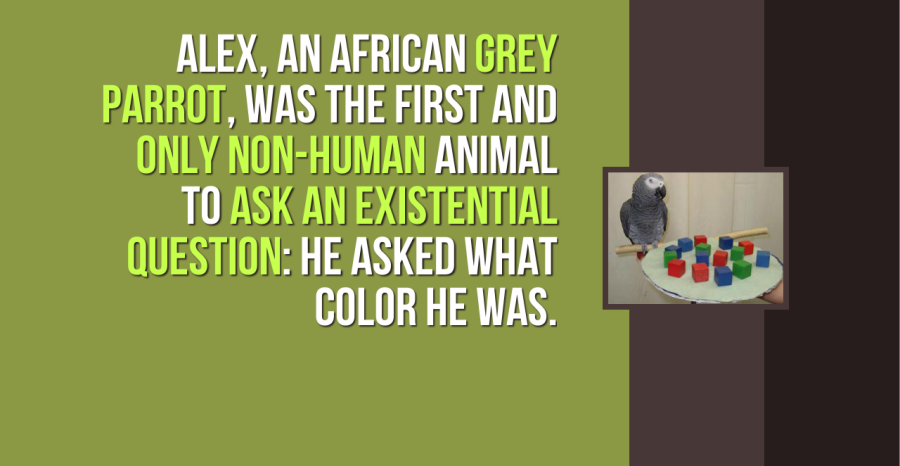 ALEX, AN AFRICAN GREY
PARROT, WAS THE FIRST AND
ONLY NON-HUMAN ANIMAL
TO ASK AN EXISTENTIAL
QUESTION: HE ASKED WHAT
COLOR HE WAS.